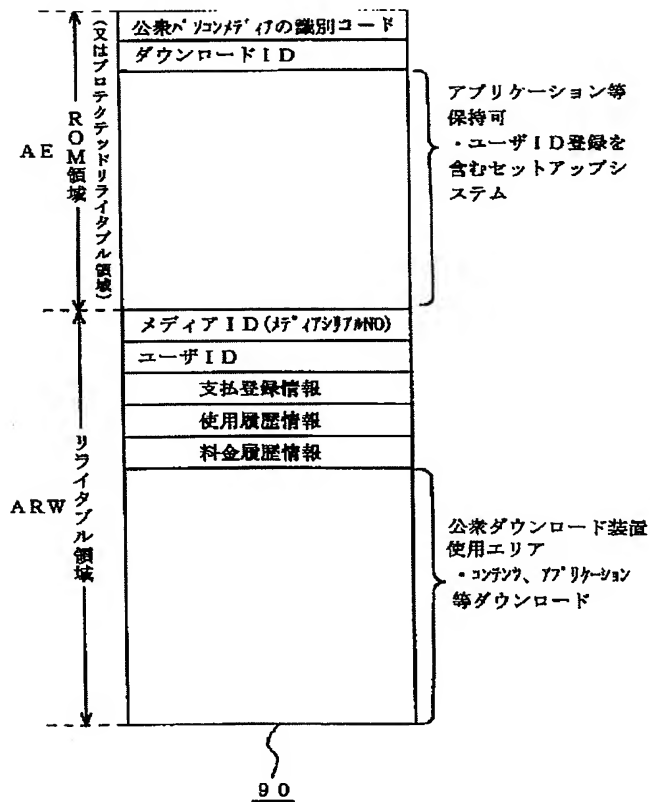 公衆パソコンメディアの識別コード
ダウンロードID
AE
ROM領域
(又はプロテクテッドリライタブル領域)
アプリケーション等
保持可
・ユーザID登録を
含むセットアップシ
ステム
メディアID(メディアシリアルNO)
ユーザID
支払登録情報
使用履歴情報
料金履歴情報
ARW
リライタブル領域
公衆ダウンロード装置
使用エリア
・コンテンツ、アプリケーション
等ダウンロード
90